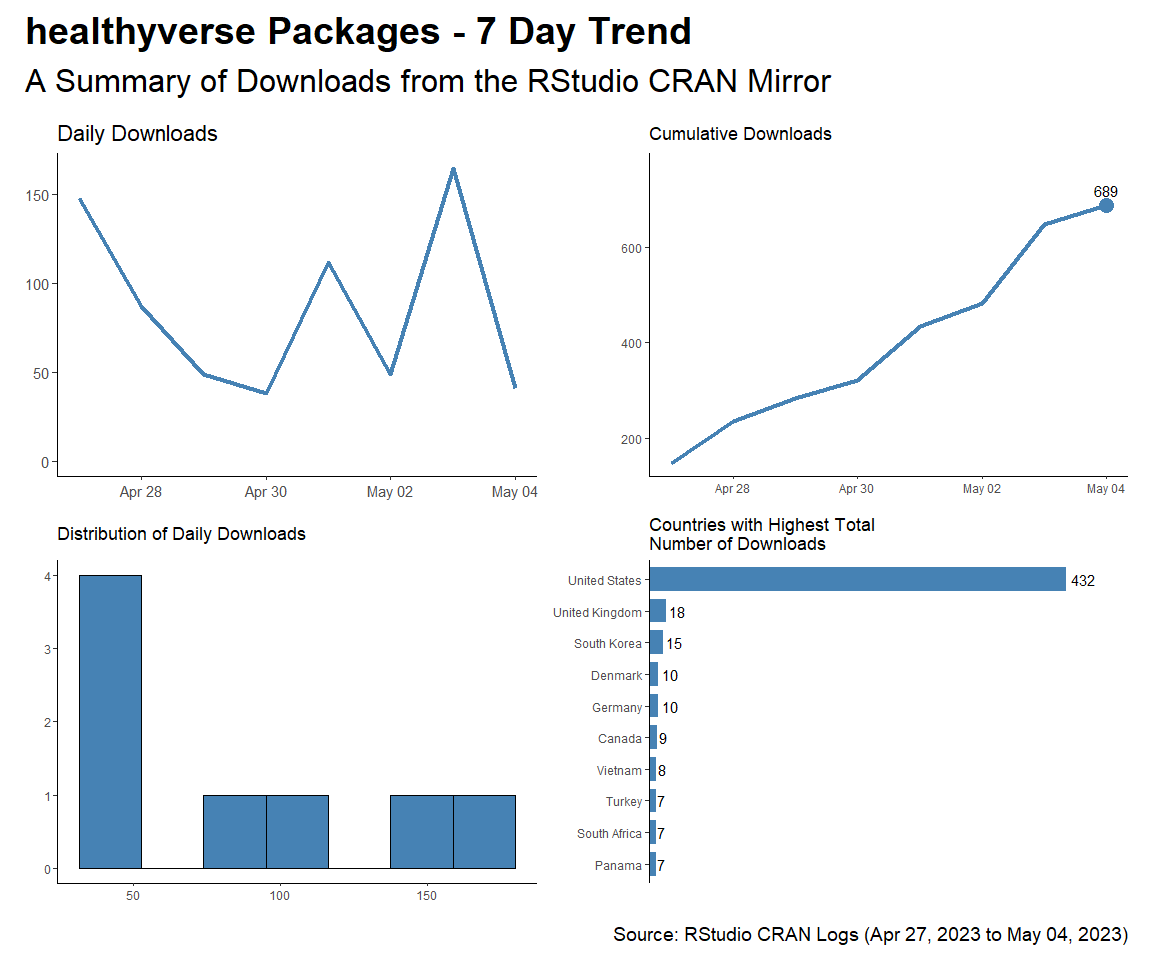 healthyverse Packages - 7 Day Trend
A Summary of Downloads from the RStudio CRAN Mirror
Daily Downloads
150
100
50
0
Apr 28 Apr 30 May 02 May 04
Cumulative Downloads
689
600
400
200
Apr 28 Apr 30 May 02 May 04
Distribution of Daily Downloads
4
3
2
1
0
50 100 150
Countries with Highest Total
Number of Downloads
United States 432
United Kingdom 18
South Korea 15
Denmark 10
Germany 10
Canada 9
Vietnam 8
Turkey 7
South Africa 7
Panama 7
Source: RStudio CRAN Logs (Apr 27, 2023 to May 04, 2023)